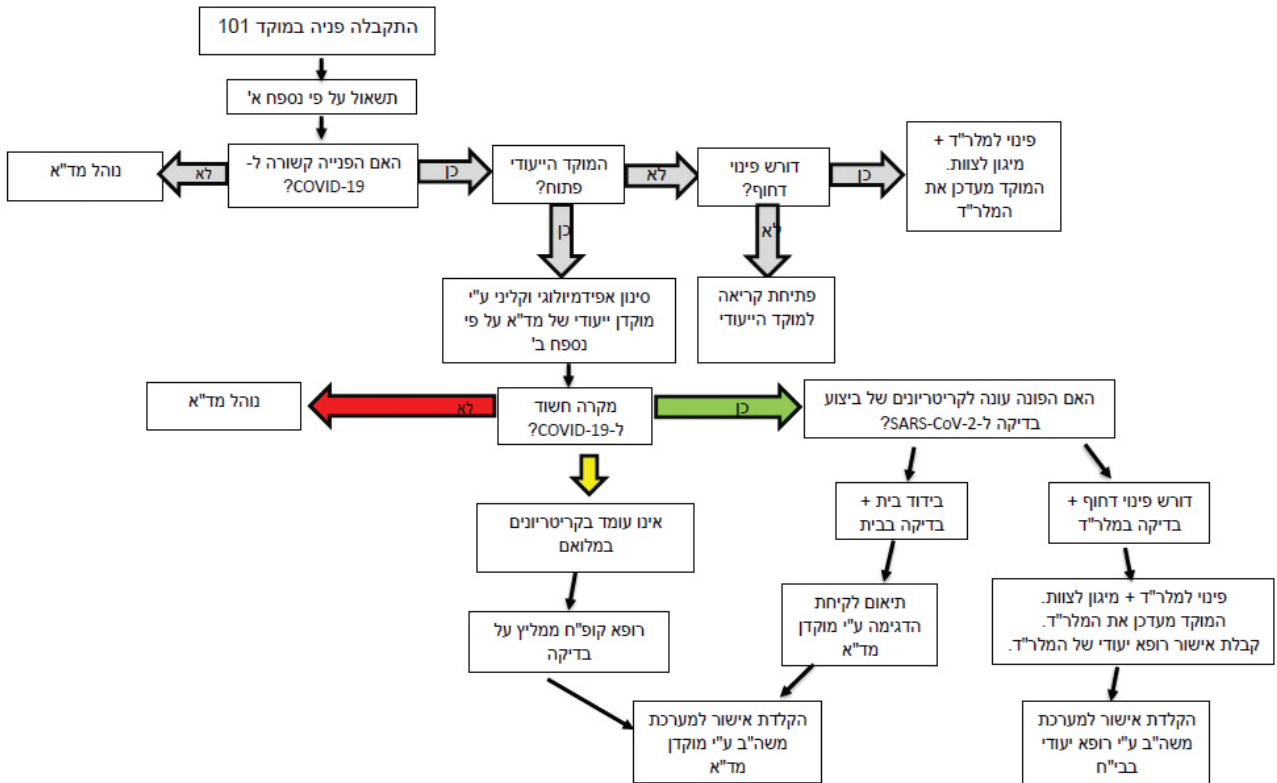 התקבלה פניה במוקד 101
תשאול על פי נספח א'
האם הפנייה קשורה ל-
COVID-19?
לא
נוהל מד"א
כן
המוקד הייעודי
פתוח?
לא
דורש פינוי
דחוף?
כן
פינוי למלר"ד +
מיגון לצוות.
המוקד מעדכן את
המלר"ד
כן
לא
סינון אפידמיולוגי וקליני ע"י
מוקדן ייעודי של מד"א על פי
נספח ב'
פתיחת קריאה
למוקד הייעודי
מקרה חשוד
ל-COVID-19?
לא
נוהל מד"א
כן
האם הפונה עונה לקריטריונים של ביצוע
בדיקה ל-SARS-CoV-2?
דורש פינוי דחוף +
בדיקה במלר"ד
בידוד בית +
בדיקה בבית
אינו עומד בקריטריונים
במלואם
פינוי למלר"ד + מיגון לצוות.
המוקד מעדכן את המלר"ד.
קבלת אישור רופא יעודי של המלר"ד.
תיאום לקיחת
הדגימה ע"י מוקדן
מד"א
רופא קופ"ח ממליץ על
בדיקה
הקלדת אישור למערכת
משה"ב ע"י רופא יעודי
בבי"ח
הקלדת אישור למערכת
משה"ב ע"י מוקדן
מד"א